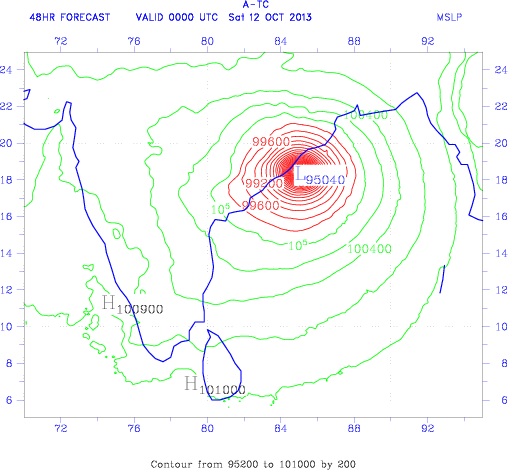 A-TC
48HR FORECAST VALID 0000 UTC Sat 12 OCT 2013 MSLP
72 76 80 84 88 92
24 24
22 22
100400
20 99600 20
18 99200 L 95040 18
99600
16 10⁵ 16
14 10⁵ 100400 14
12 12
H 100900
10 10
8 8
H 101000
6 6
72 76 80 84 88 92
Contour from 95200 to 101000 by 200